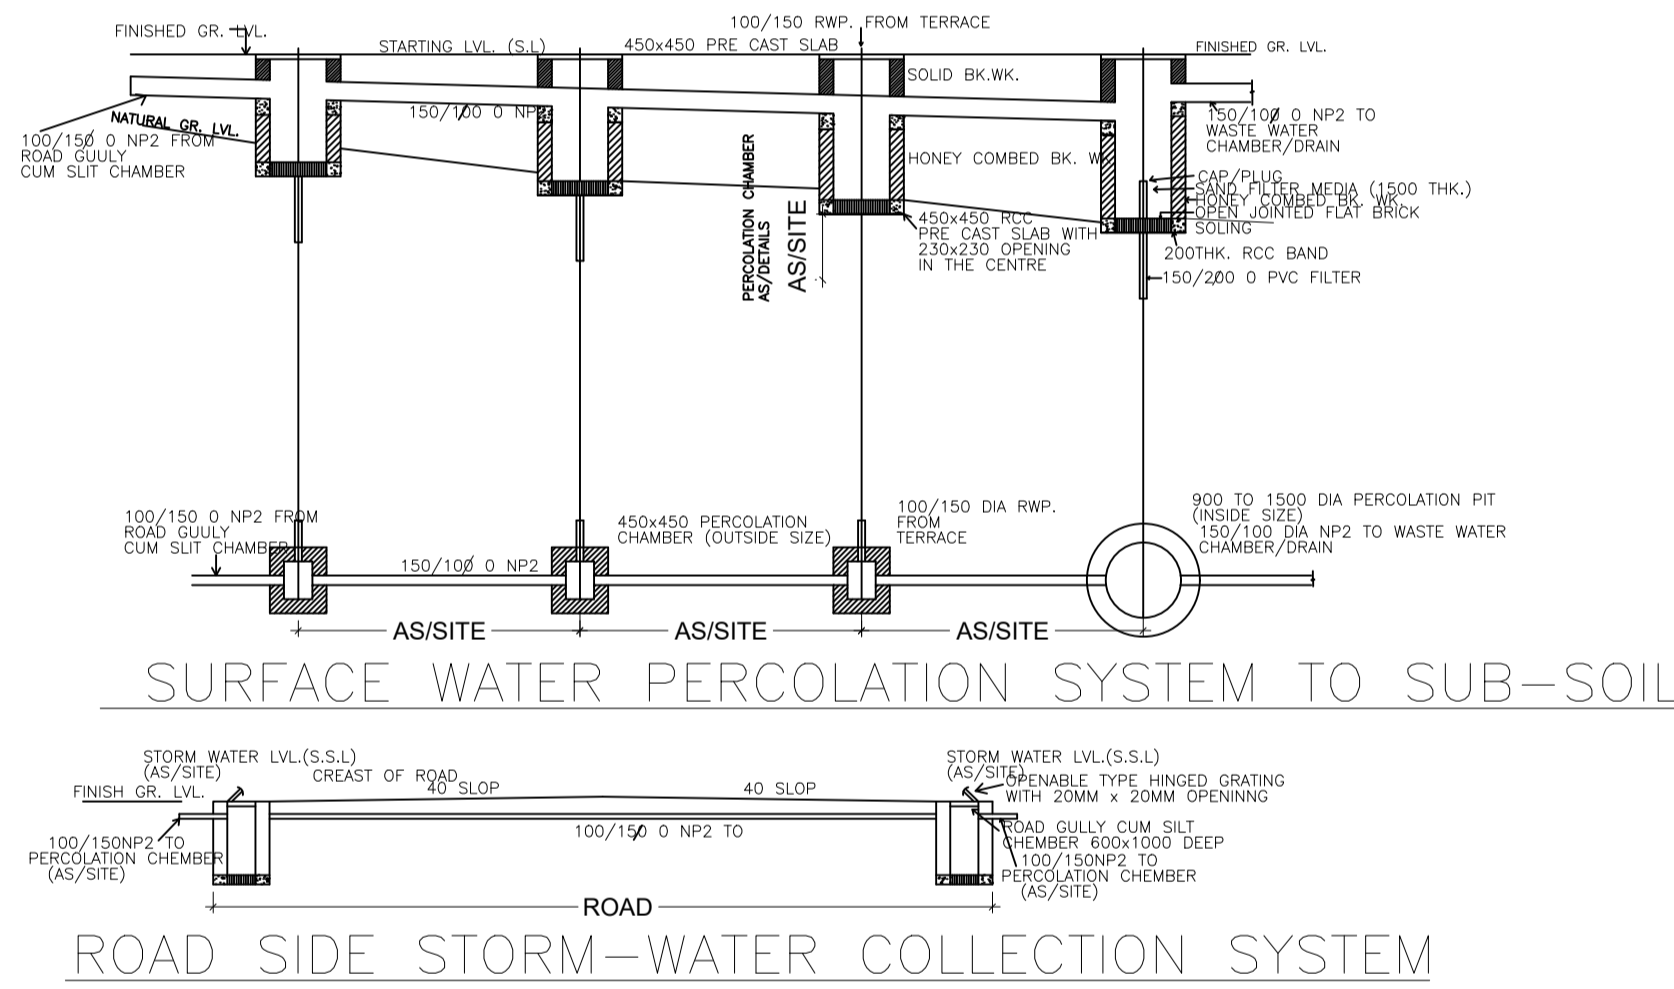 100/150 RWP. FROM TERRACE
FINISHED GR. LVL.
STARTING LVL. (S.L)
450x450 PRE CAST SLAB
FINISHED GR. LVL.
SOLID BK.WK.
150/100 0 NP
NATURAL GR. LVL.
100/150 0 NP2 FROM
ROAD GUULY
CUM SLIT CHAMBER
150/100 0 NP2 TO
WASTE WATER
CHAMBER/DRAIN
PERCOLATION CHAMBER
AS/DETAILS
AS/SITE
HONEY COMBED BK. W
CAP/PLUG
SAND FILTER MEDIA (1500 THK.)
HONEY COMBED BK. WK.
OPEN JOINTED FLAT BRICK
SOLING
450x450 RCC
PRE CAST SLAB WITH
230x230 OPENING
IN THE CENTRE
200THK. RCC BAND
150/200 0 PVC FILTER
100/150 0 NP2 FROM
ROAD GUULY
CUM SLIT CHAMBER
150/100 0 NP2
450x450 PERCOLATION
CHAMBER (OUTSIDE SIZE)
100/150 DIA RWP.
FROM
TERRACE
900 TO 1500 DIA PERCOLATION PIT
(INSIDE SIZE)
150/100 DIA NP2 TO WASTE WATER
CHAMBER/DRAIN
AS/SITE
AS/SITE
AS/SITE
SURFACE WATER PERCOLATION SYSTEM TO SUB-SOIL
STORM WATER LVL.(S.S.L)
(AS/SITE)
CREAST OF ROAD
FINISH GR. LVL.
40 SLOP
40 SLOP
STORM WATER LVL.(S.S.L)
(AS/SITE)
OPENABLE TYPE HINGED GRATING
WITH 20MM x 20MM OPENINNG
100/150NP2 TO
PERCOLATION CHEMBER
(AS/SITE)
100/150 0 NP2 TO
ROAD GULLY CUM SILT
CHEMBER 600x1000 DEEP
100/150NP2 TO
PERCOLATION CHEMBER
(AS/SITE)
ROAD
ROAD SIDE STORM-WATER COLLECTION SYSTEM